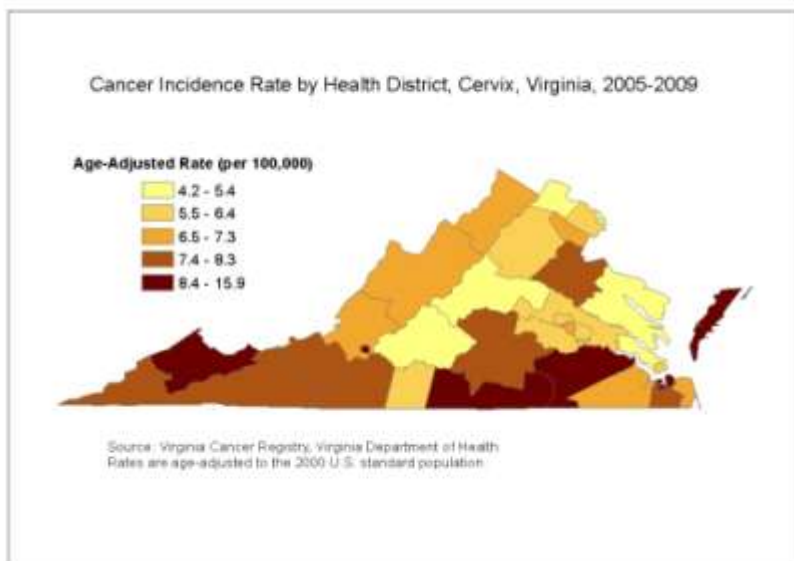 Cancer Incidence Rate by Health District, Cervix, Virginia, 2005-2009
Age-Adjusted Rate (per 100,000)
4.2 - 5.4
5.5 - 6.4
6.5 - 7.3
7.4 - 8.3
8.4 - 15.9
Source: Virginia Cancer Registry, Virginia Department of Health
Rates are age-adjusted to the 2000 U.S. standard population